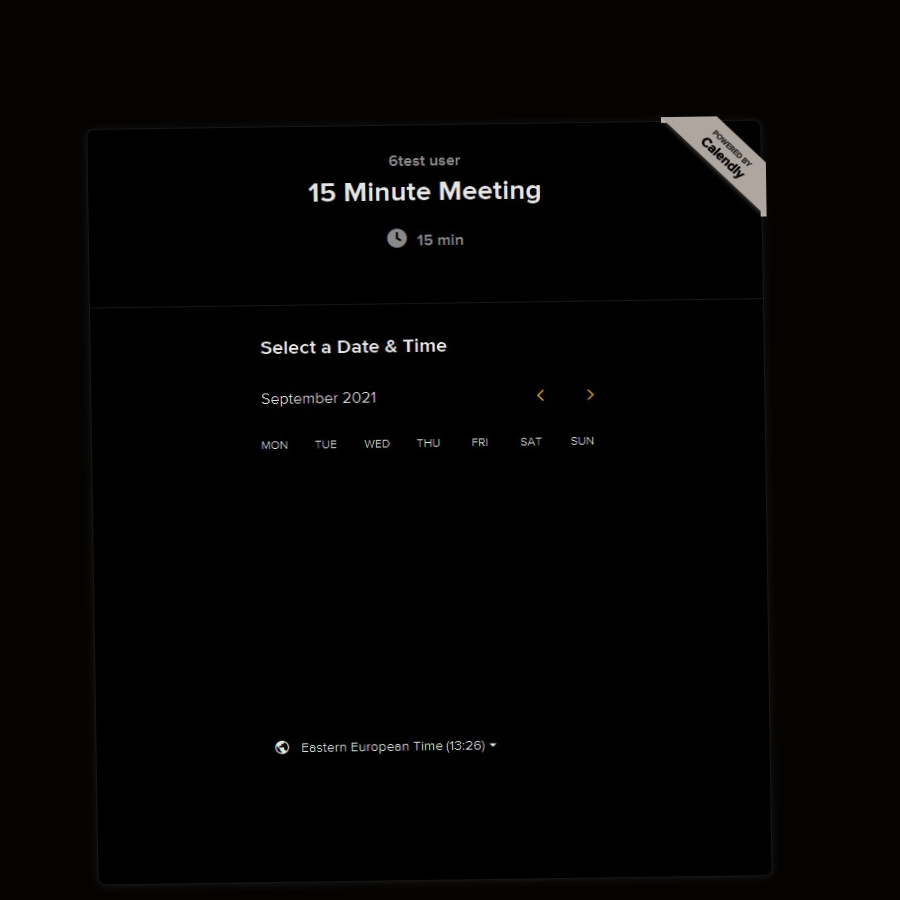 POWERED BY
Calendly
6test user
15 Minute Meeting
15 min
Select a Date & Time
September 2021
MON TUE WED THU FRI SAT SUN
Eastern European Time (13:26)